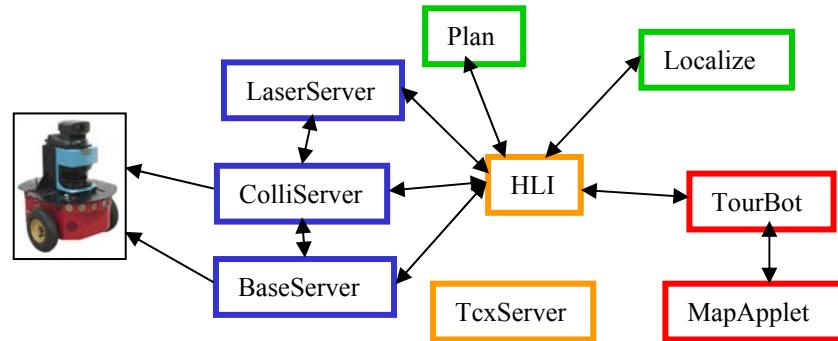 Plan
Localize
LaserServer
ColliServer
HLI
TourBot
BaseServer
TcxServer
MapApplet